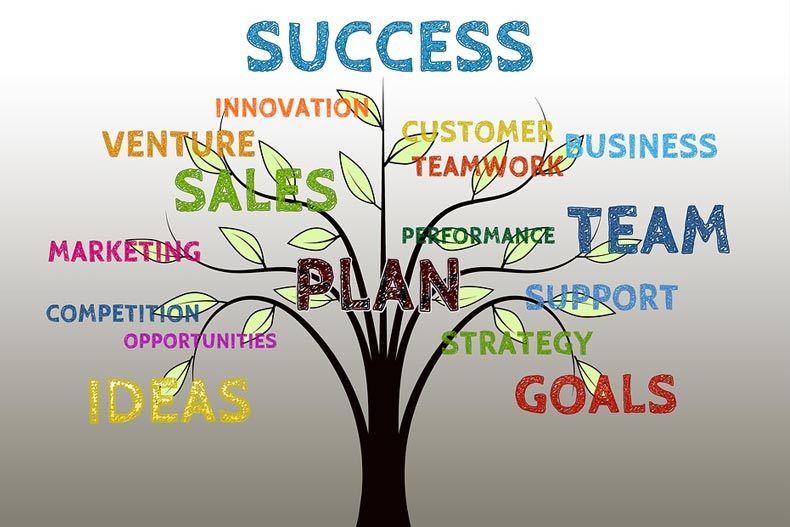 SUCCESS
INNOVATION
CUSTOMER
VENTURE
TEAMWORK
BUSINESS
SALES
PERFORMANCE
TEAM
MARKETING
PLAN
COMPETITION
SUPPORT
OPPORTUNITIES
STRATEGY
IDEAS
GOALS